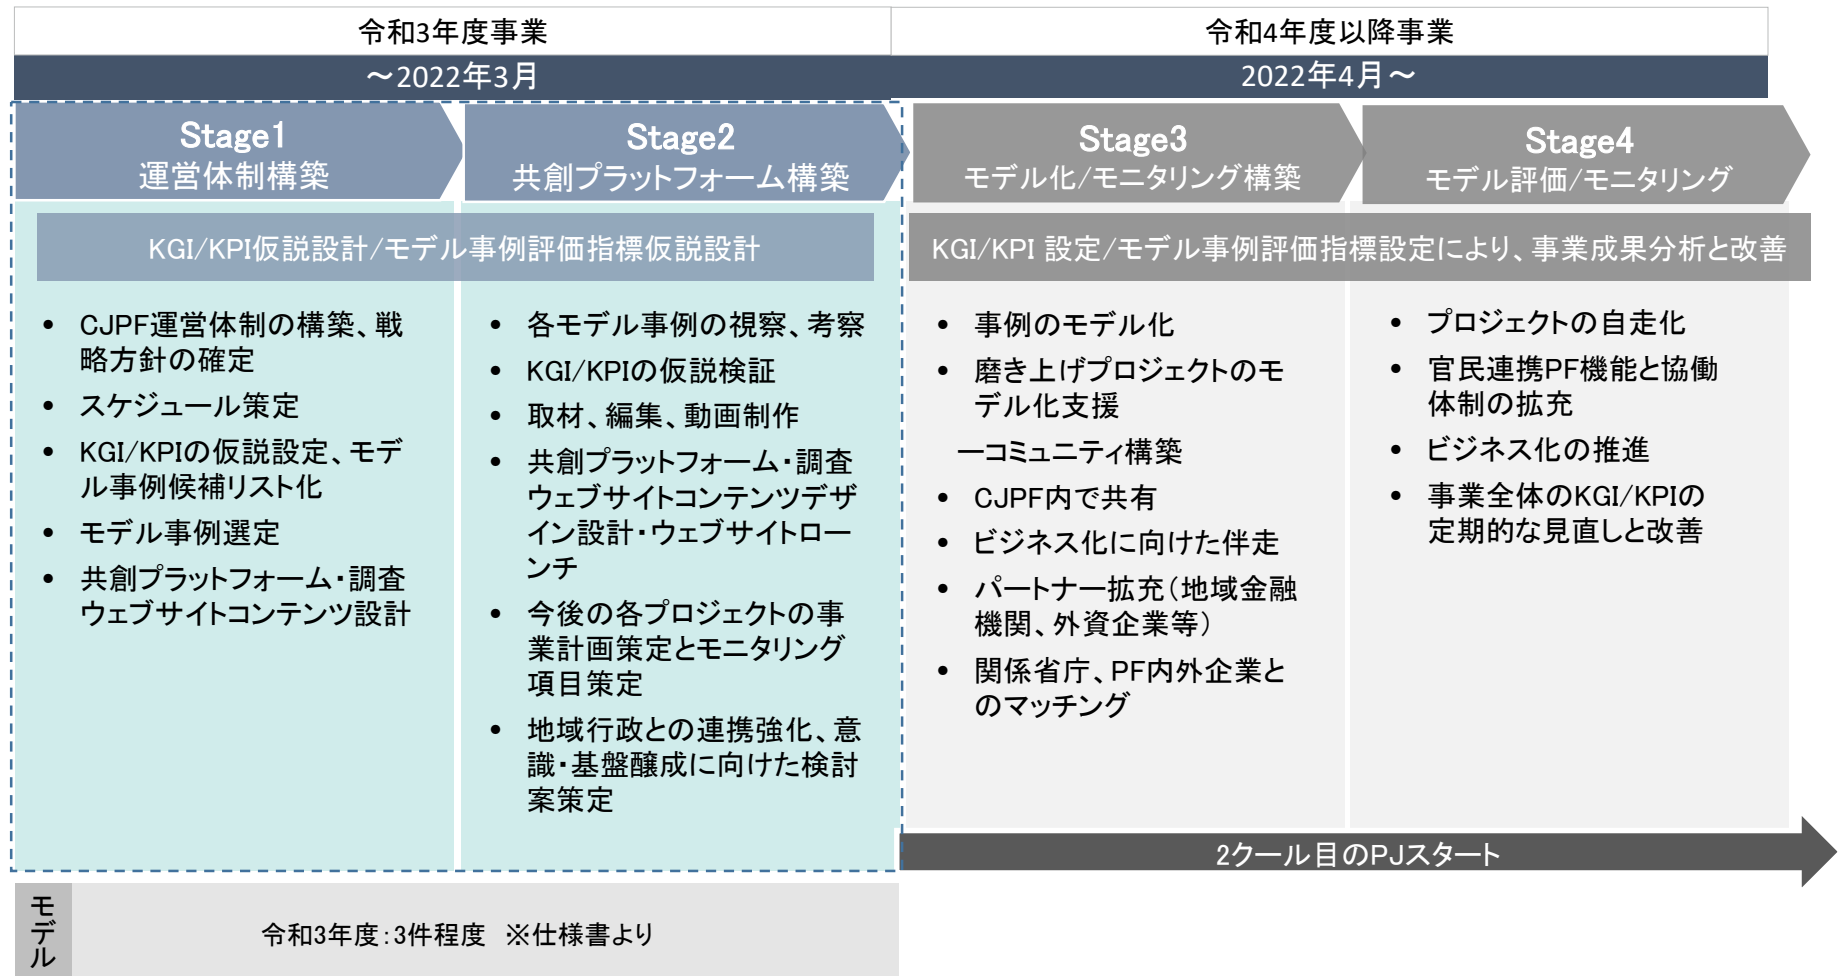 令和3年度事業
令和4年度以降事業
～2022年3月
2022年4月～
Stage1
運営体制構築
Stage2
共創プラットフォーム構築
Stage3
モデル化/モニタリング構築
Stage4
モデル評価/モニタリング
KGI/KPI仮説設計/モデル事例評価指標仮説設計
KGI/KPI 設定/モデル事例評価指標設定により、事業成果分析と改善
• CJPF運営体制の構築、戦
略方針の確定
• スケジュール策定
• KGI/KPIの仮説設定、モデ
ル事例候補リスト化
• モデル事例選定
• 共創プラットフォーム・調査
ウェブサイトコンテンツ設計
• 各モデル事例の視察、考察
• KGI/KPIの仮説検証
• 取材、編集、動画制作
• 共創プラットフォーム・調査
ウェブサイトコンテンツデザ
イン設計・ウェブサイトロー
ンチ
• 今後の各プロジェクトの事
業計画策定とモニタリング
項目策定
• 地域行政との連携強化、意
識・基盤醸成に向けた検討
案策定
• 事例のモデル化
• 磨き上げプロジェクトのモ
デル化支援
―コミュニティ構築
• CJPF内で共有
• ビジネス化に向けた伴走
• パートナー拡充（地域金融
機関、外資企業等）
• 関係省庁、PF内外企業と
のマッチング
• プロジェクトの自走化
• 官民連携PF機能と協働
体制の拡充
• ビジネス化の推進
• 事業全体のKGI/KPIの
定期的な見直しと改善
2クール目のPJスタート
モデル
令和3年度：3件程度　※仕様書より